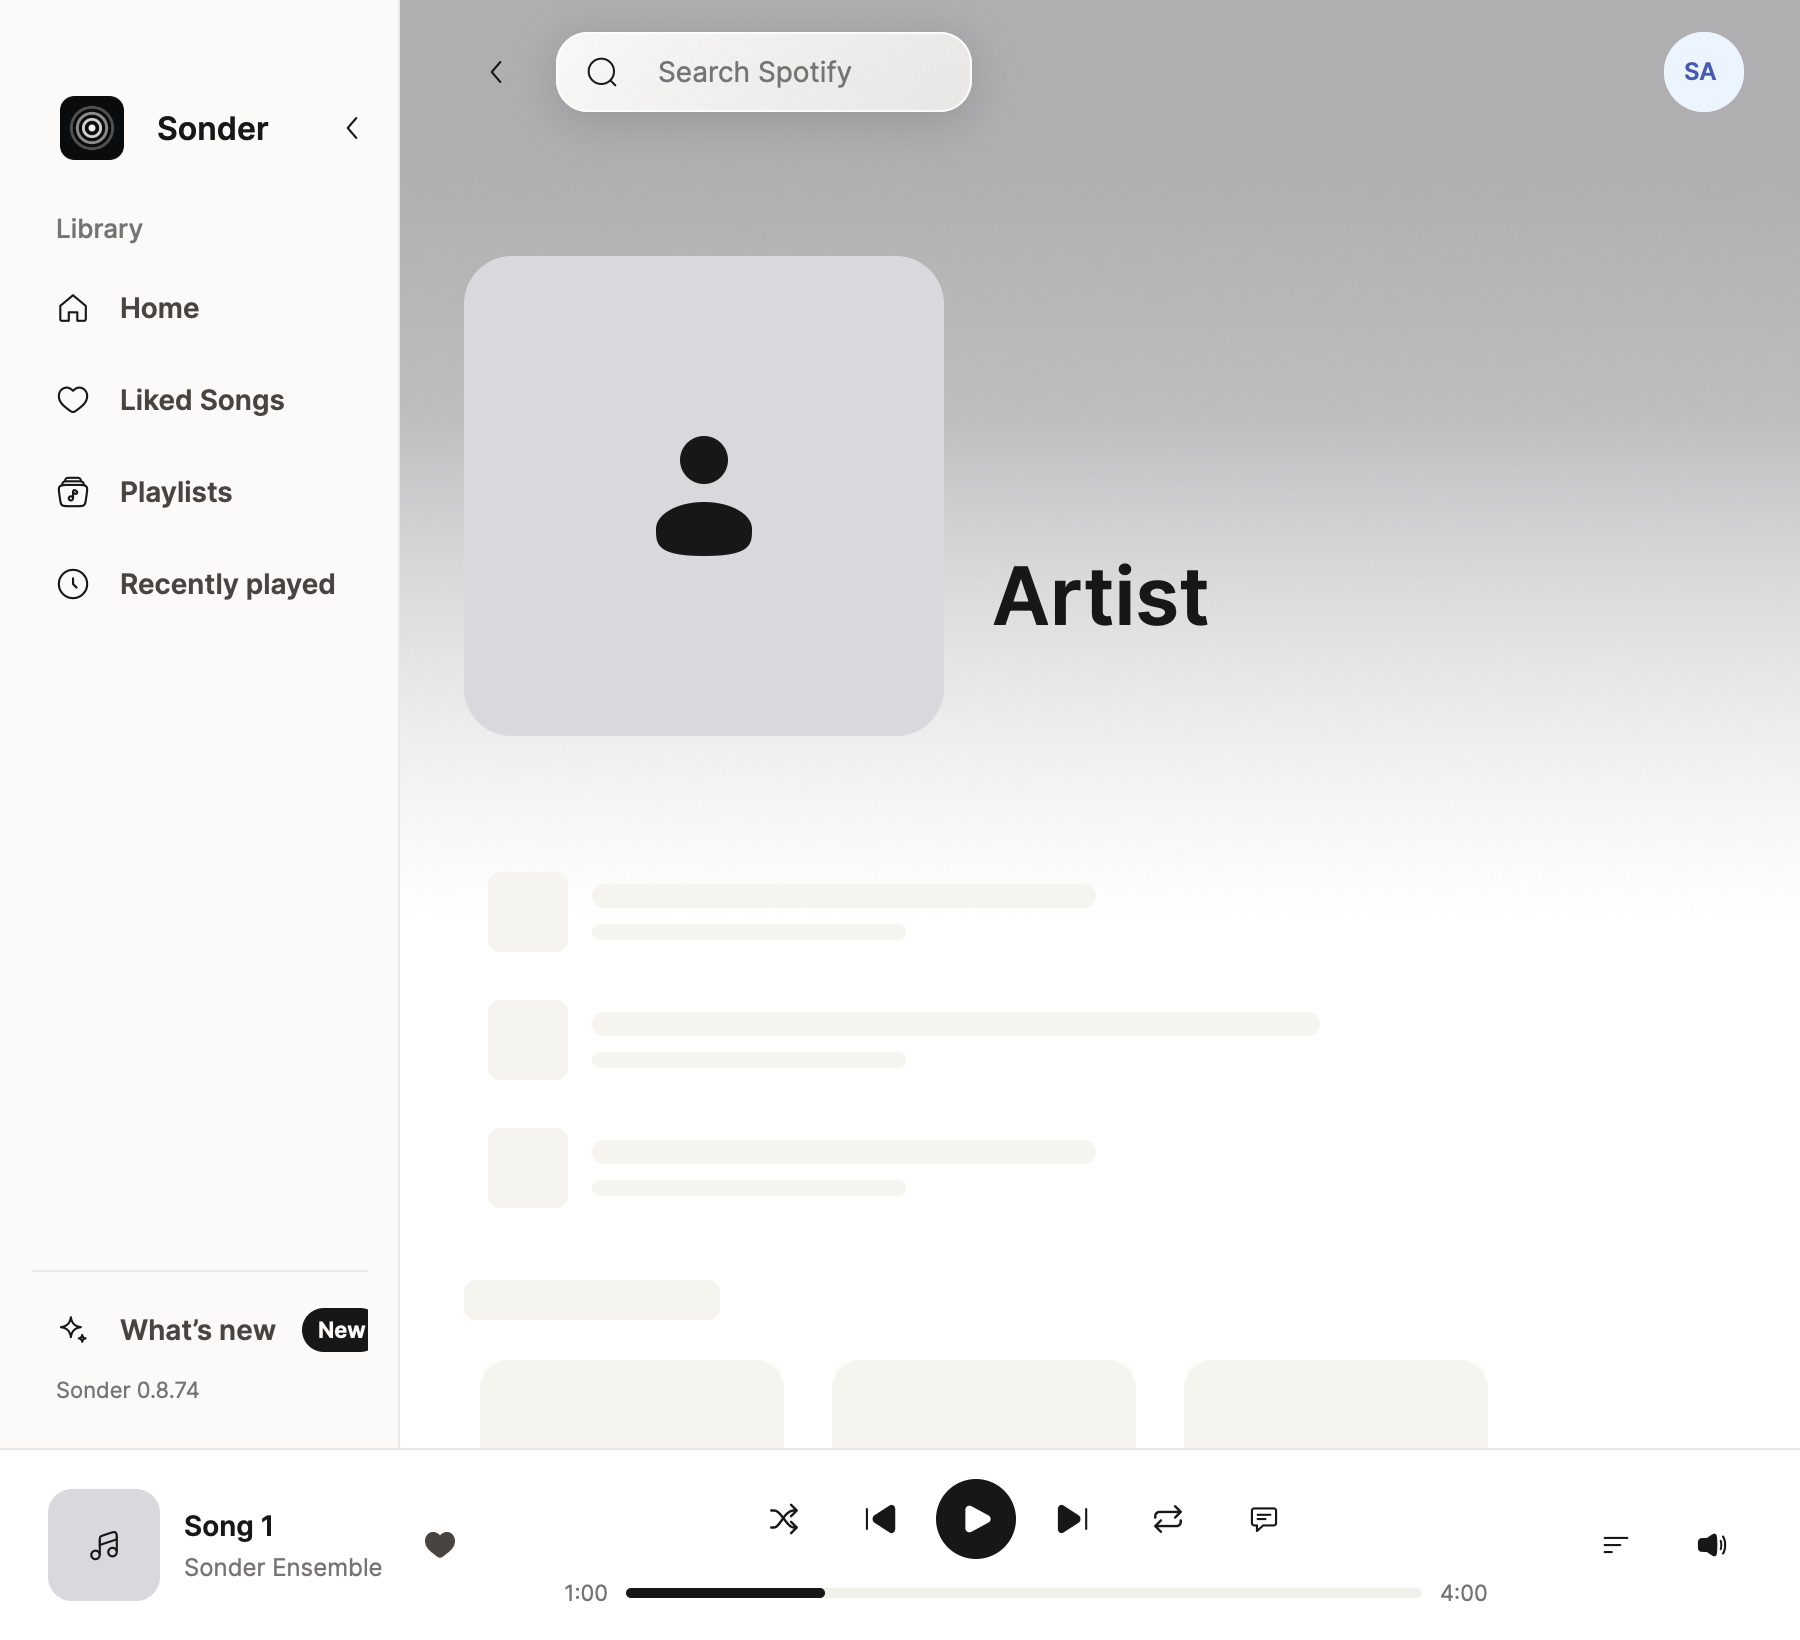 Search Spotify
SA
Sonder
Library
Home
Liked Songs
Playlists
Recently played
Artist
What’s new
New
Sonder 0.8.74
Song 1
Sonder Ensemble
1:00
4:00